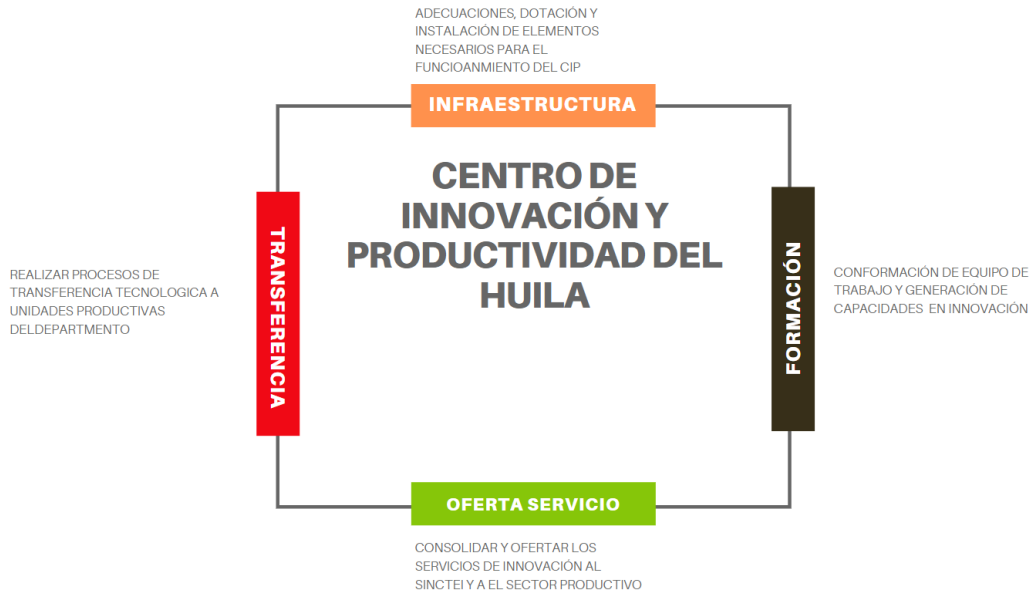 ADECUACIONES, DOTACIÓN Y
INSTALACIÓN DE ELEMENTOS
NECESARIOS PARA EL
FUNCIOANMIENTO DEL CIP
INFRAESTRUCTURA
CENTRO DE
INNOVACIÓN Y
PRODUCTIVIDAD DEL
HUILA
TRANSFERENCIA
REALIZAR PROCESOS DE
TRANSFERENCIA TECNOLOGICA A
UNIDADES PRODUCTIVAS
DELDEPARTMENTO
FORMACIÓN
CONFORMACIÓN DE EQUIPO DE
TRABAJO Y GENERACIÓN DE
CAPACIDADES EN INNOVACIÓN
OFERTA SERVICIO
CONSOLIDAR Y OFERTAR LOS
SERVICIOS DE INNOVACIÓN AL
SINCTEI Y A EL SECTOR PRODUCTIVO